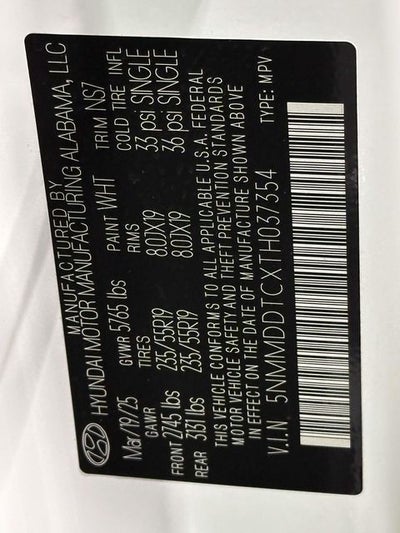 MANUFACTURED BY
HYUNDAI MOTOR MANUFACTURING ALABAMA, LLC
Mar/19/25 GVWR 5765 lbs PAINT WHT TRIM NS7
GAWR TIRES RIMS COLD TIRE INFL
FRONT 2745 lbs 235/55R19 8.0JX19 35 psi SINGLE
REAR 3131 lbs 235/55R19 8.0JX19 36 psi SINGLE
THIS VEHICLE CONFORMS TO ALL APPLICABLE U.S.A. FEDERAL
MOTOR VEHICLE SAFETY AND THEFT PREVENTION STANDARDS
IN EFFECT ON THE DATE OF MANUFACTURE SHOWN ABOVE
V.I.N 5NMMDDTCXTH037354 TYPE: MPV